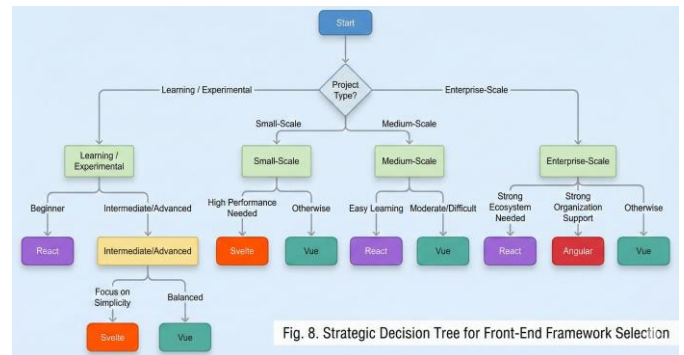 Start
Project
Type?
Learning / Experimental
Enterprise-Scale
Small-Scale
Medium-Scale
Learning /
Experimental
Small-Scale
Medium-Scale
Enterprise-Scale
Beginner
Intermediate/Advanced
High Performance
Needed
Otherwise
Easy Learning
Moderate/Difficult
Strong
Ecosystem
Needed
Strong
Organization
Support
Otherwise
React
Intermediate/Advanced
Svelte
Vue
React
Vue
React
Angular
Vue
Focus on
Simplicity
Balanced
Svelte
Vue
Fig. 8. Strategic Decision Tree for Front-End Framework Selection